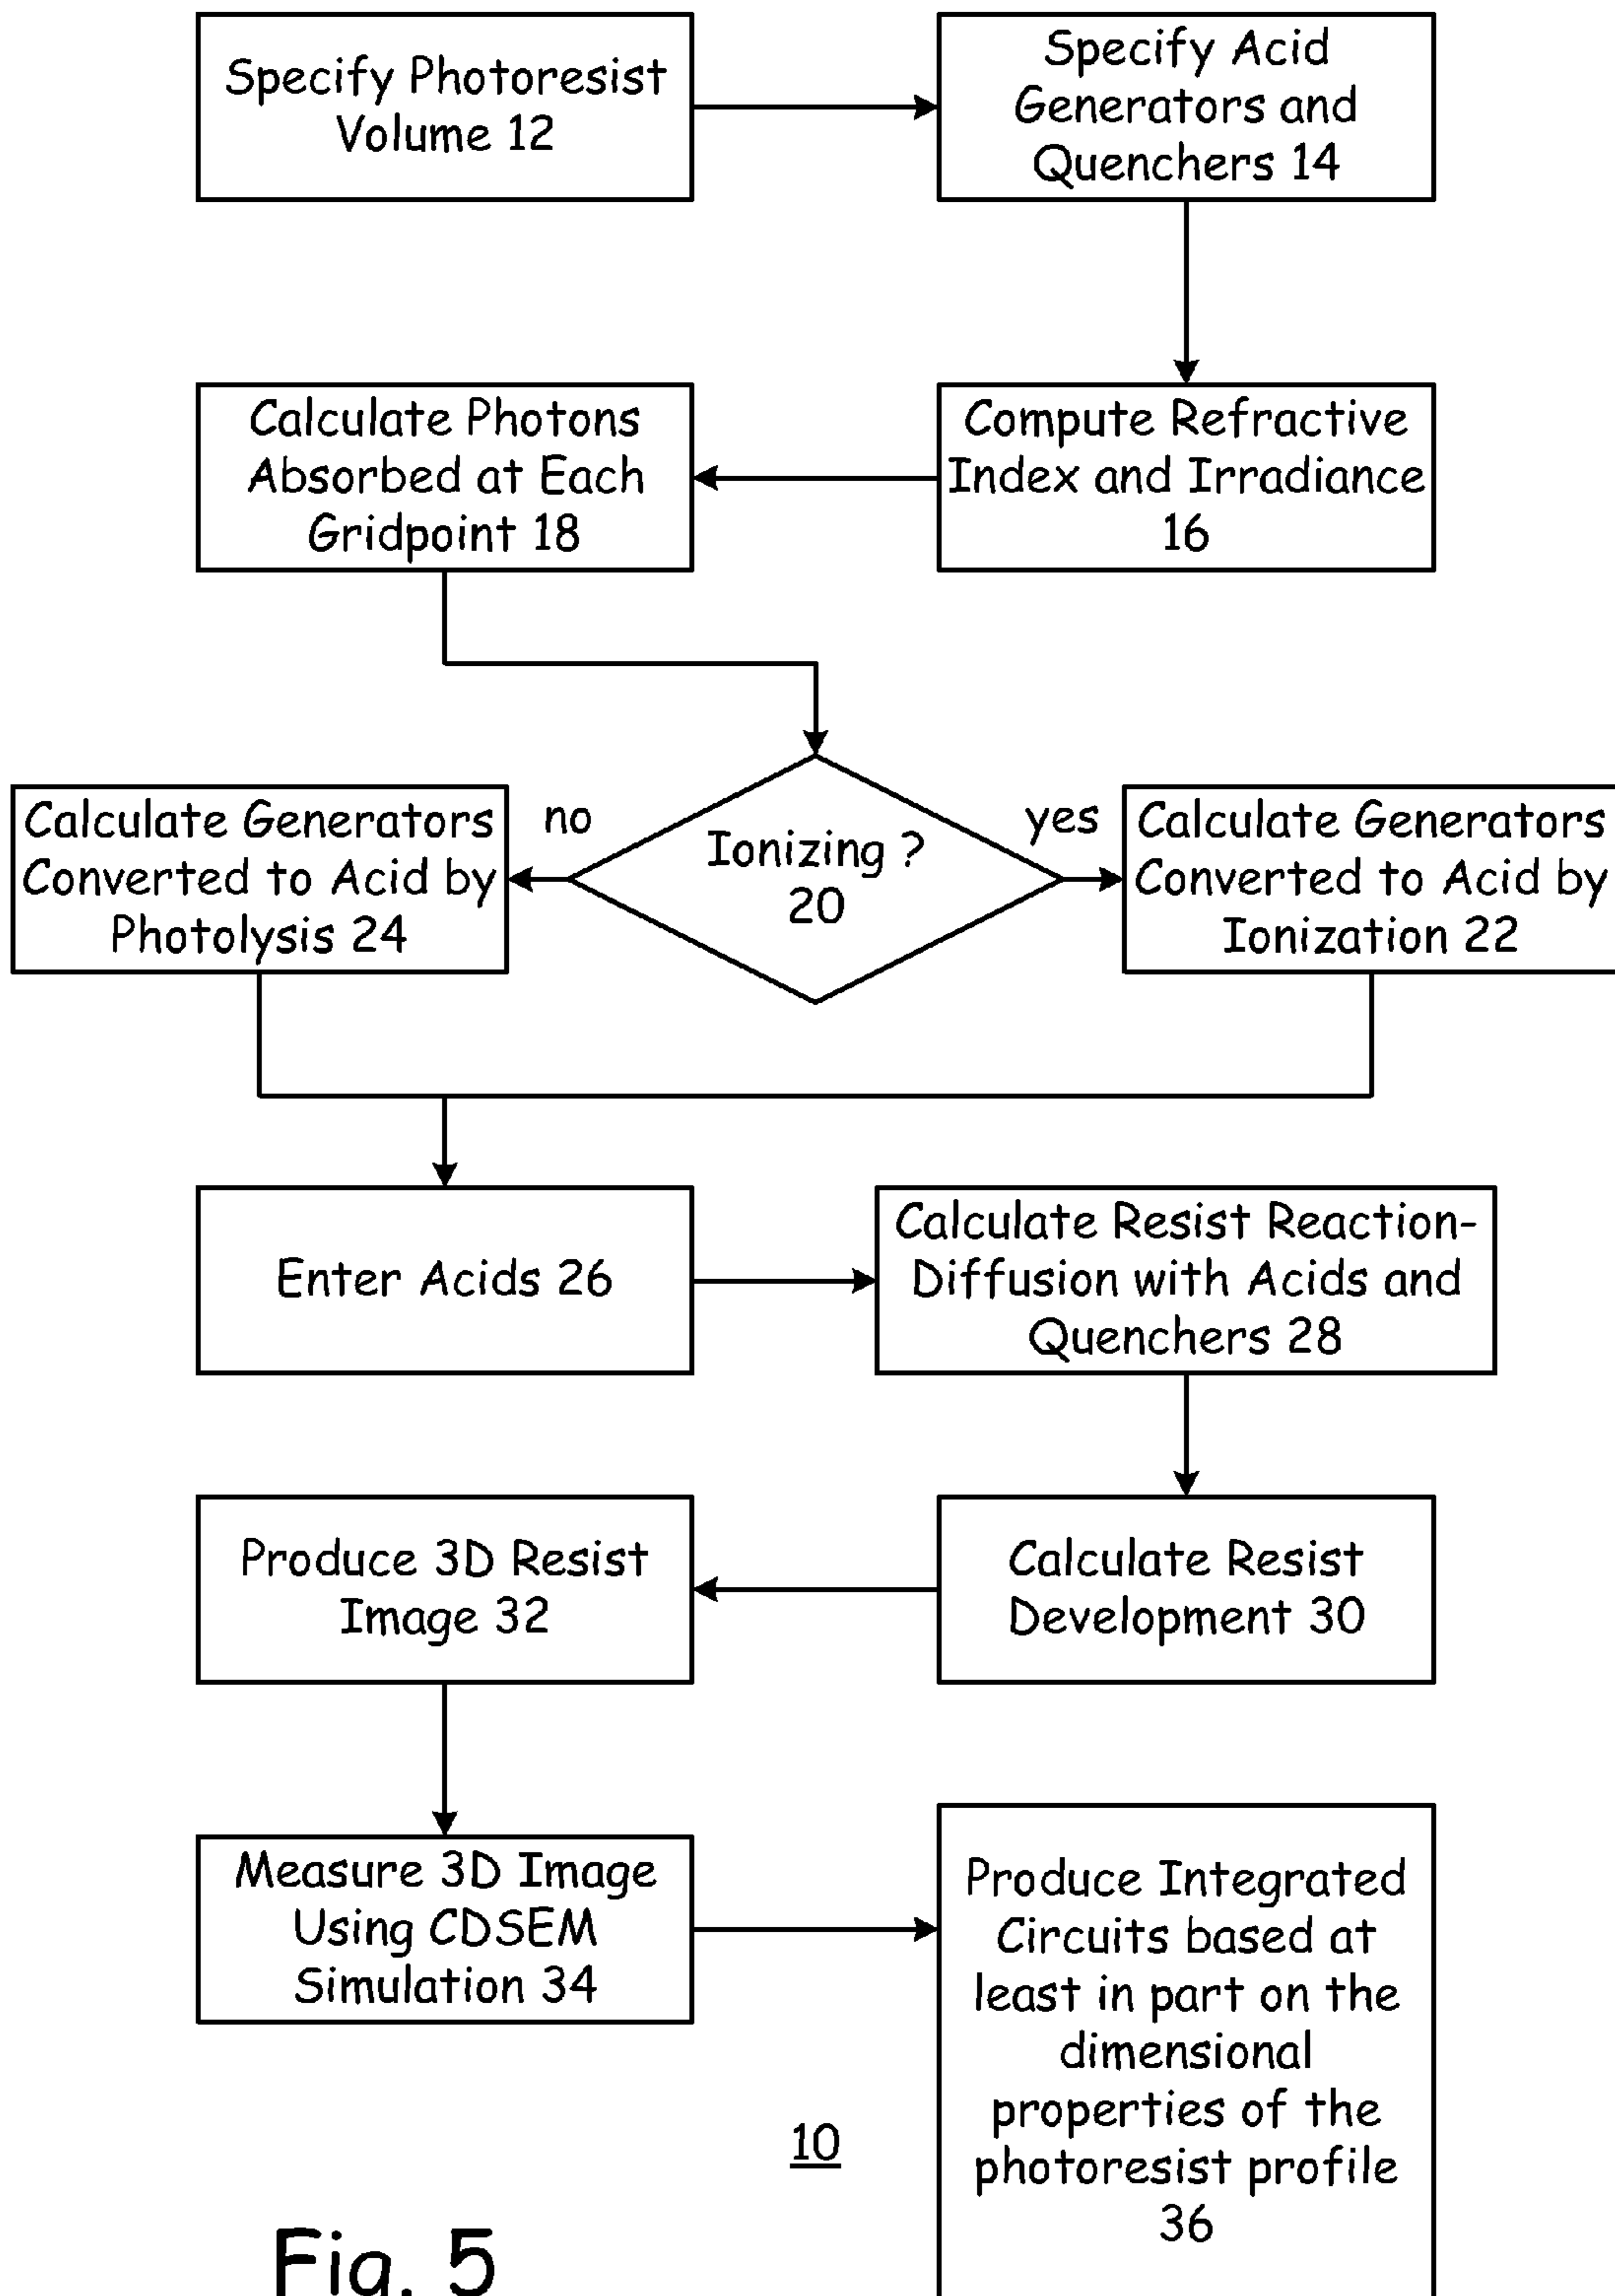 Specify Photoresist
Volume 12
Specify Acid
Generators and
Quenchers 14
Calculate Photons
Absorbed at Each
Gridpoint 18
Compute Refractive
Index and Irradiance
16
Calculate Generators
Converted to Acid by
Photolysis 24
no
Ionizing ?
20
yes
Calculate Generators
Converted to Acid by
Ionization 22
Enter Acids 26
Calculate Resist Reaction-
Diffusion with Acids and
Quenchers 28
Produce 3D Resist
Image 32
Calculate Resist
Development 30
Measure 3D Image
Using CDSEM
Simulation 34
Produce Integrated
Circuits based at
least in part on the
dimensional
properties of the
photoresist profile
36
10
Fig. 5